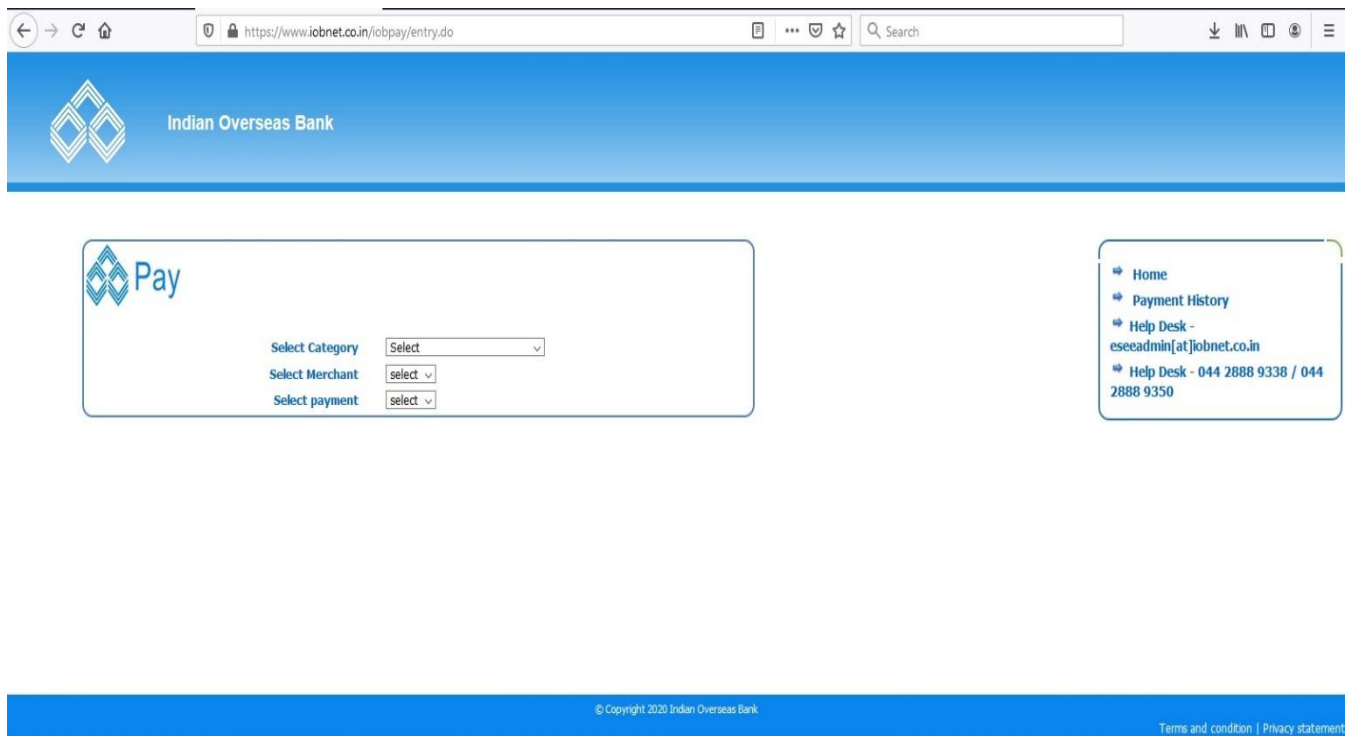 https://www.iobnet.co.in/iobpay/entry.do
Search
Indian Overseas Bank
Pay
Select Category Select
Select Merchant select
Select payment select
Home
Payment History
Help Desk -
eseeadmin[at]iobnet.co.in
Help Desk - 044 2888 9338 / 044
2888 9350
© Copyright 2020 Indian Overseas Bank
Terms and condition | Privacy statement